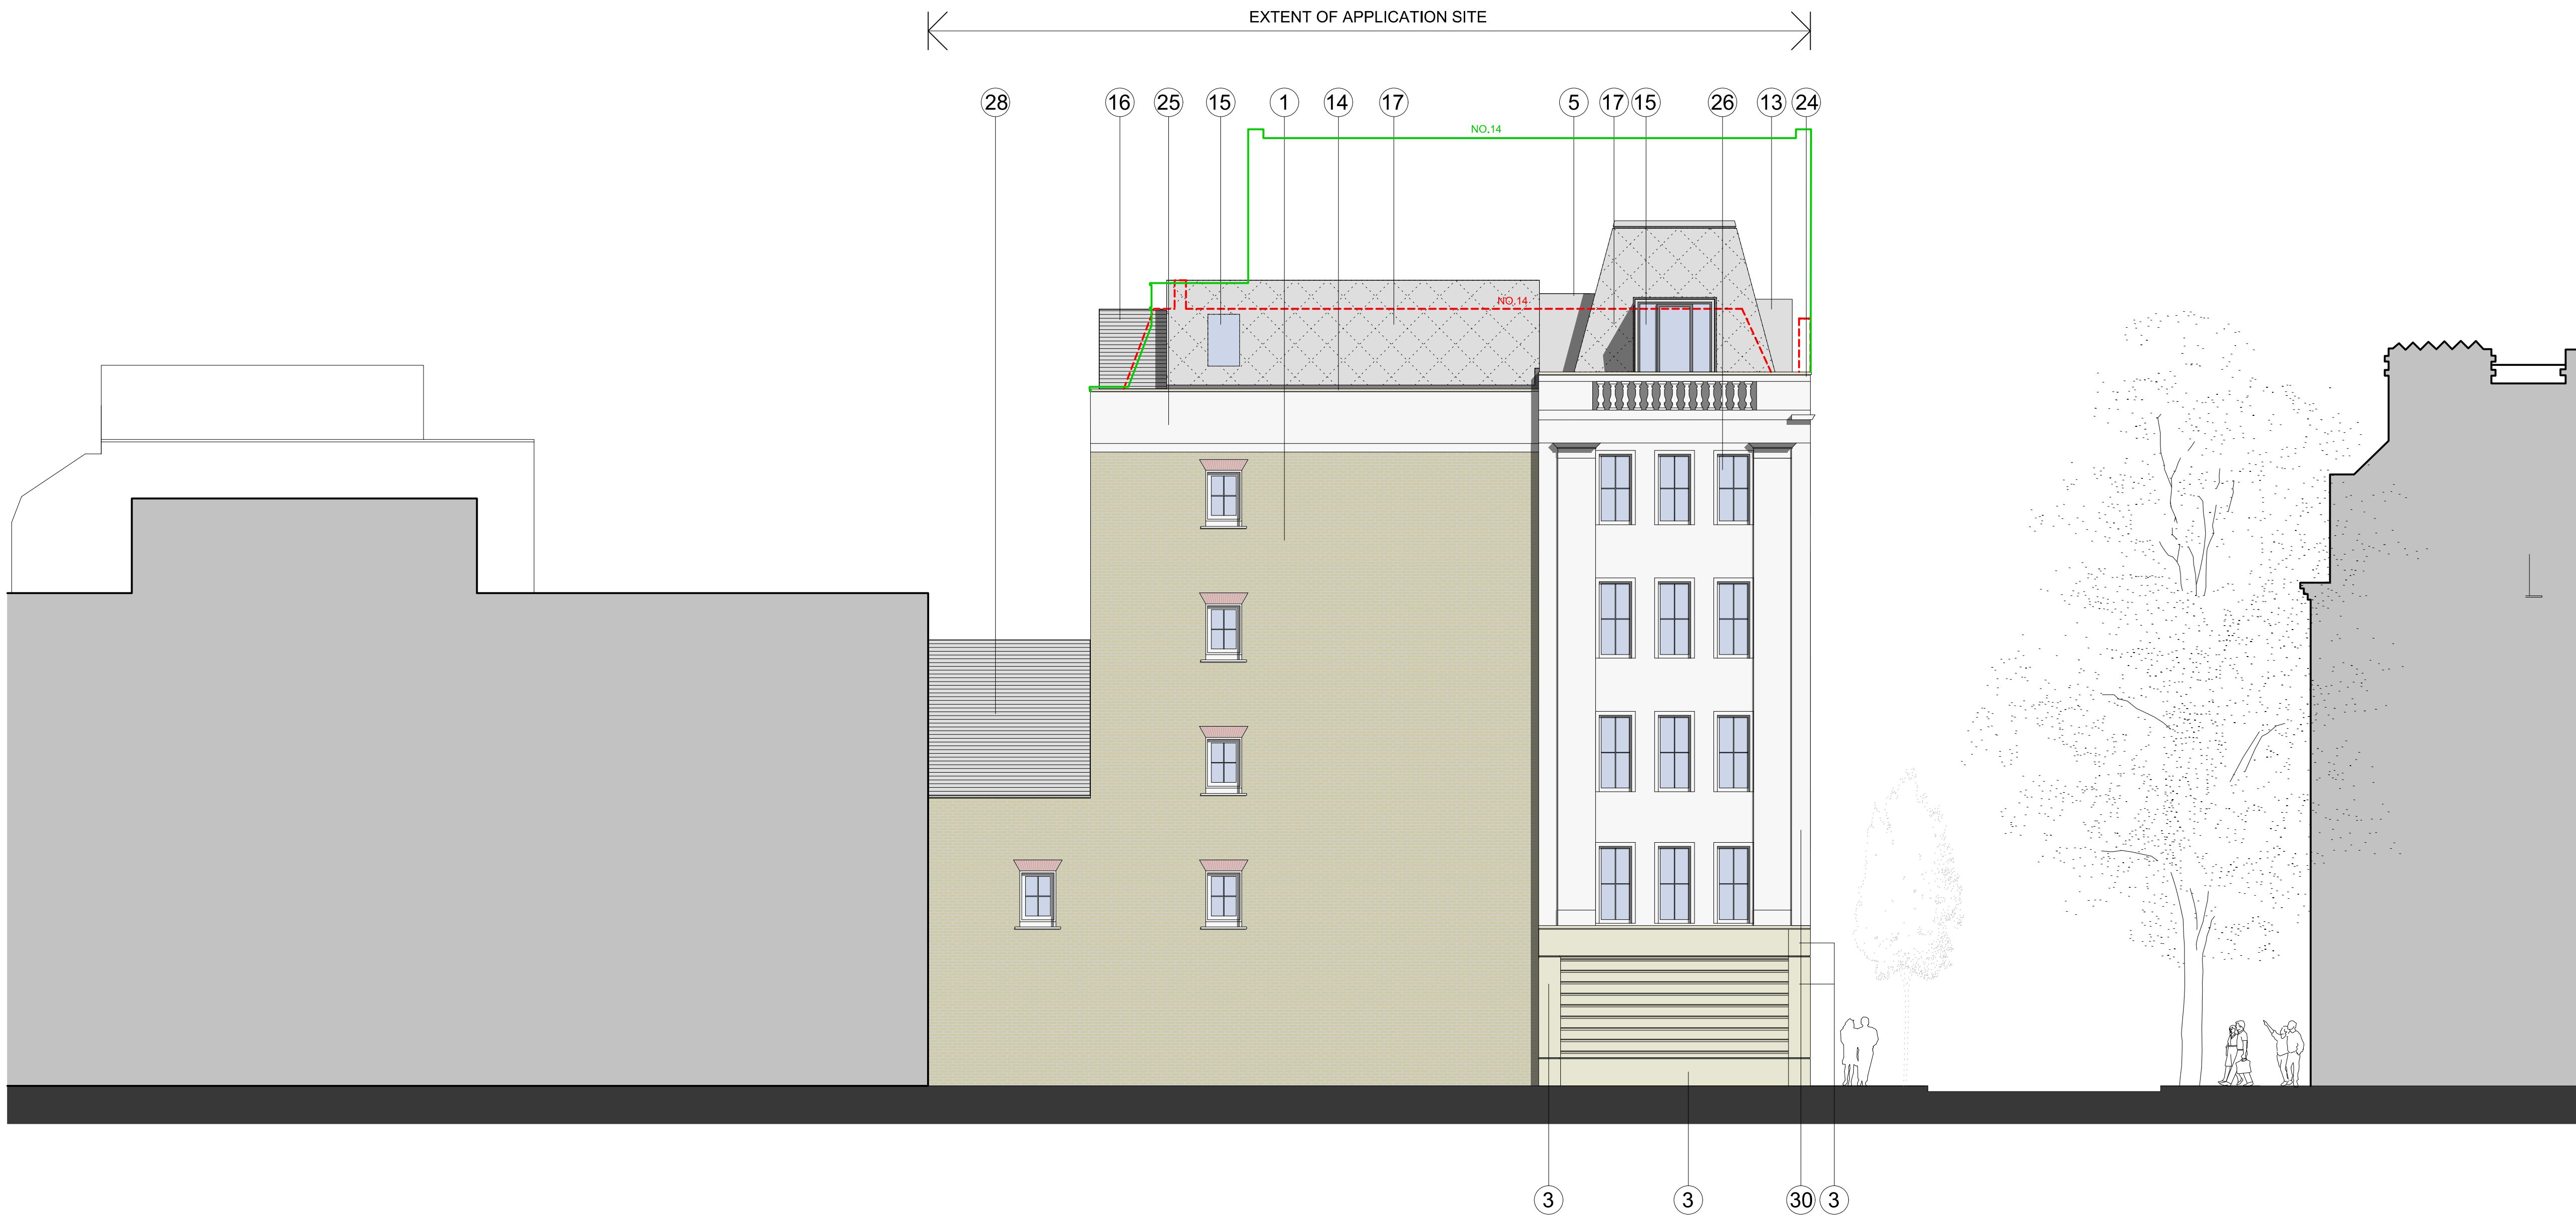 EXTENT OF APPLICATION SITE
28 16 25 15 1 14 17 5 17 15 26 13 24
NO.14
NO.14
3 3 30 3